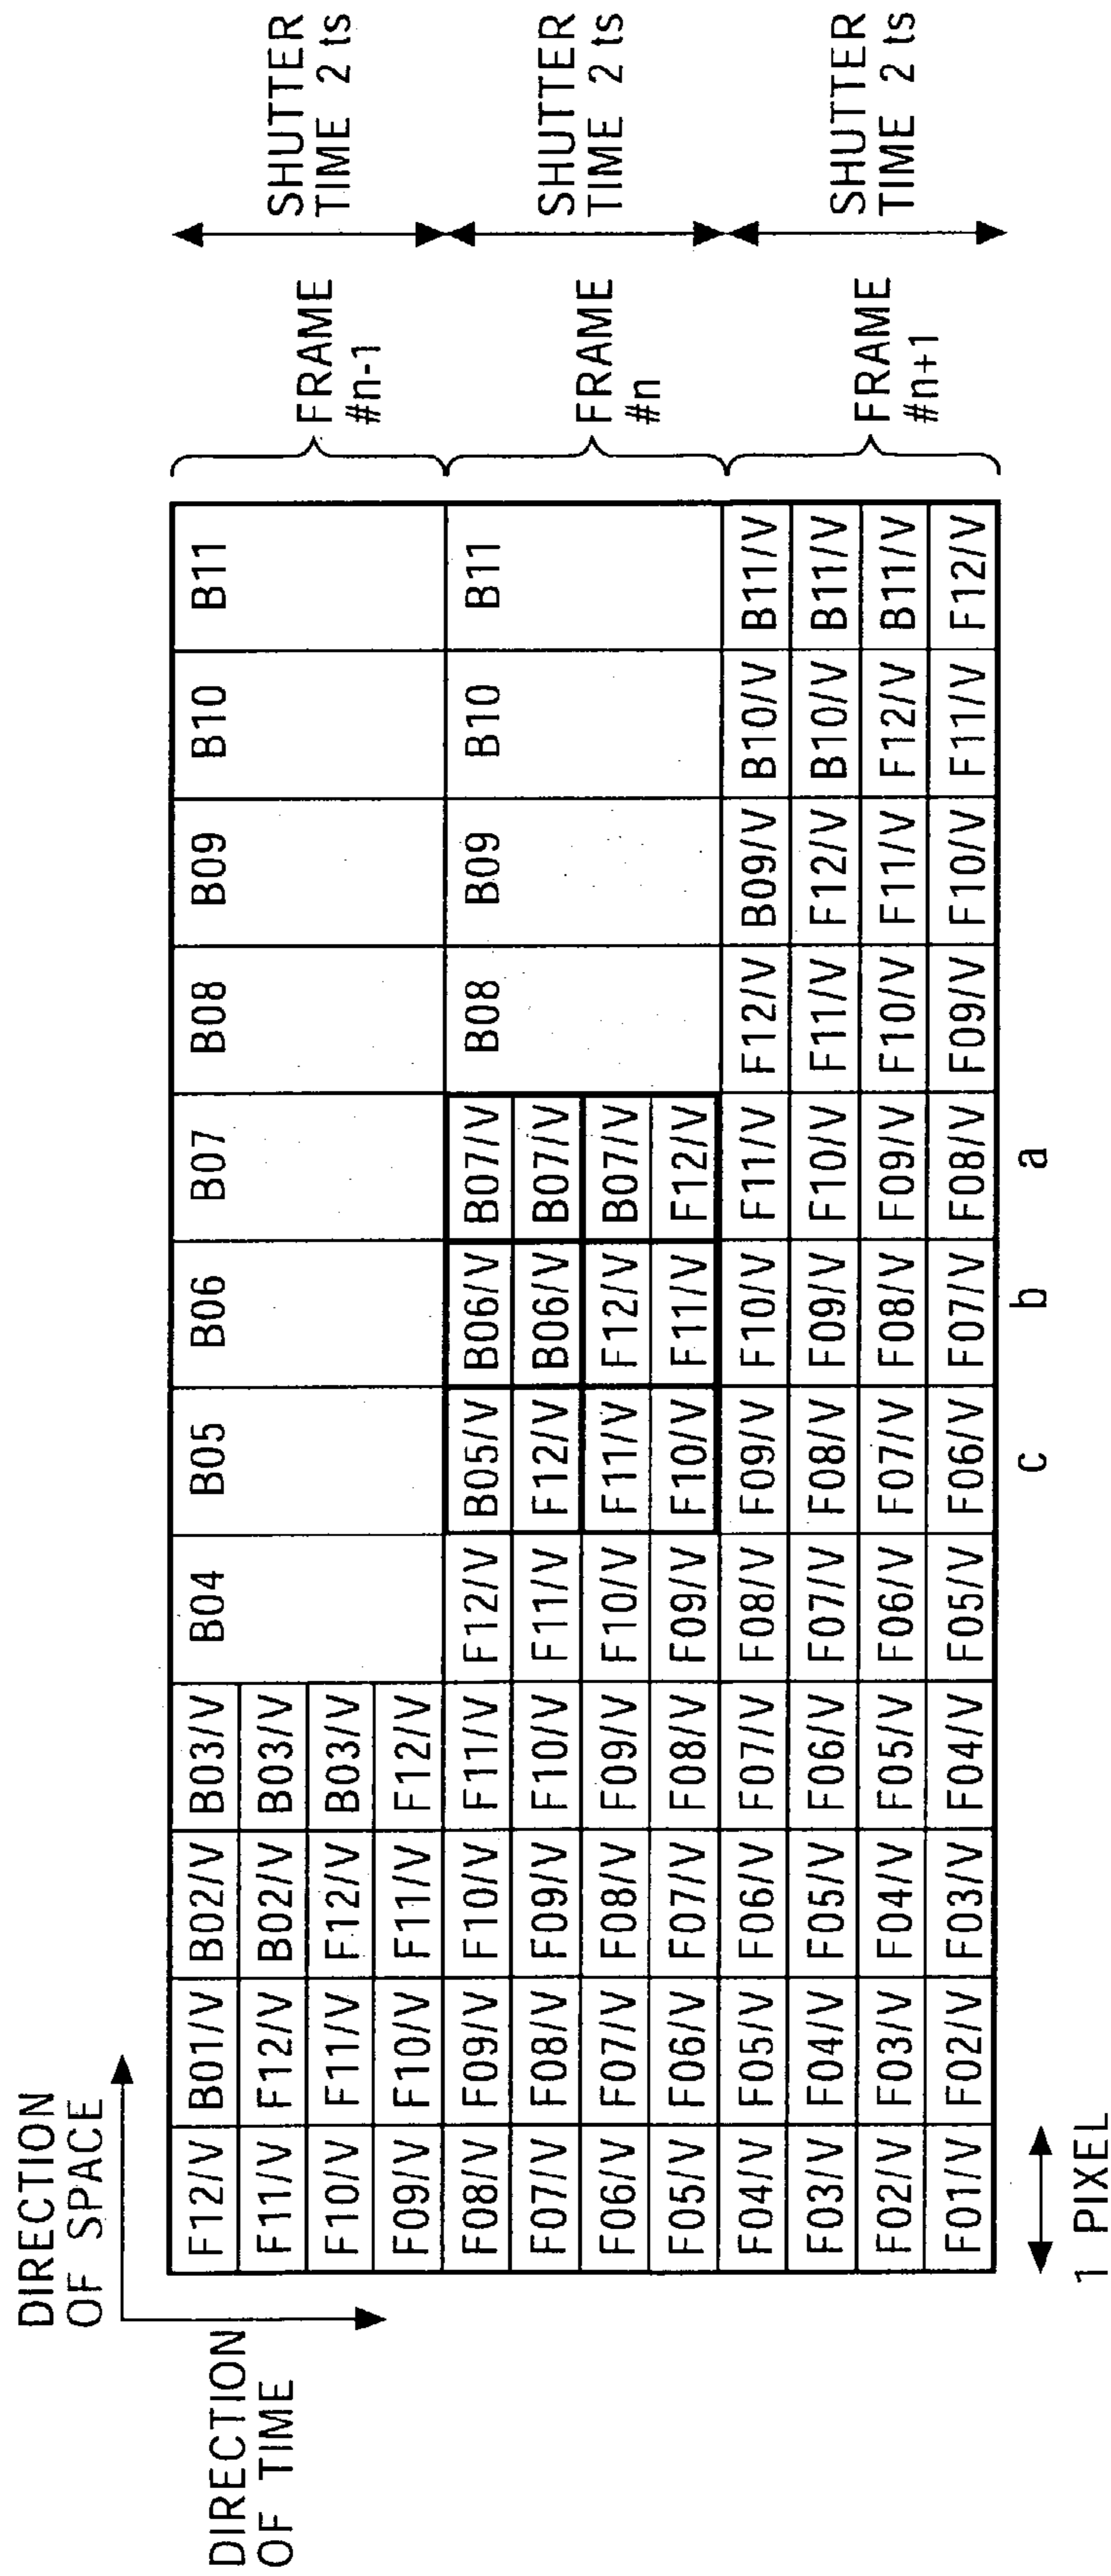 DIRECTION
OF SPACE
DIRECTION
OF TIME
F12/V B01/V B02/V B03/V B04 B05 B06 B07 B08 B09 B10 B11
F11/V F12/V B02/V B03/V
F10/V F11/V F12/V B03/V
F09/V F10/V F11/V F12/V
FRAME
#n-1
SHUTTER
TIME 2 ts
F08/V F09/V F10/V F11/V F12/V B05/V B06/V B07/V B08 B09 B10 B11
F07/V F08/V F09/V F10/V F11/V F12/V B06/V B07/V
F06/V F07/V F08/V F09/V F10/V F11/V F12/V B07/V
F05/V F06/V F07/V F08/V F09/V F10/V F11/V F12/V
FRAME
#n
SHUTTER
TIME 2 ts
F04/V F05/V F06/V F07/V F08/V F09/V F10/V F11/V F12/V B09/V B10/V B11/V
F03/V F04/V F05/V F06/V F07/V F08/V F09/V F10/V F11/V F12/V B10/V B11/V
F02/V F03/V F04/V F05/V F06/V F07/V F08/V F09/V F10/V F11/V F12/V B11/V
F01/V F02/V F03/V F04/V F05/V F06/V F07/V F08/V F09/V F10/V F11/V F12/V
FRAME
#n+1
SHUTTER
TIME 2 ts
1 PIXEL
c b a